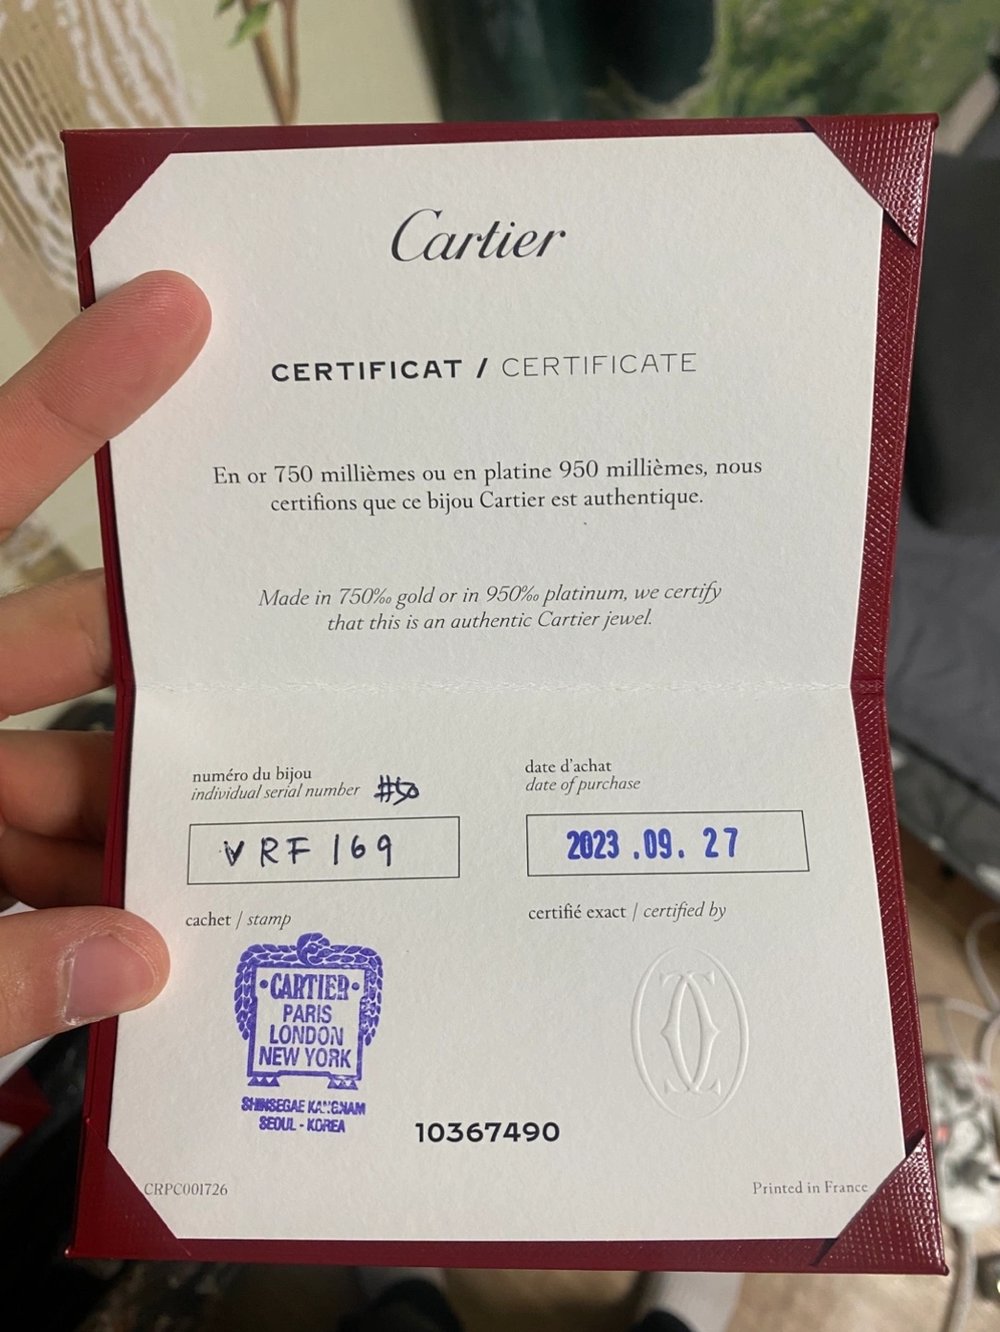 Cartier
CERTIFICAT / CERTIFICATE
En or 750 millièmes ou en platine 950 millièmes, nous
certifions que ce bijou Cartier est authentique.
Made in 750‰ gold or in 950‰ platinum, we certify
that this is an authentic Cartier jewel.
numéro du bijou
individual serial number #50
VRF 169
date d'achat
date of purchase
2023.09.27
cachet / stamp
CARTIER
PARIS
LONDON
NEW YORK
SHINSEGAE KANGNAM
SEOUL - KOREA
certifié exact / certified by
10367490
CRPC001726
Printed in France